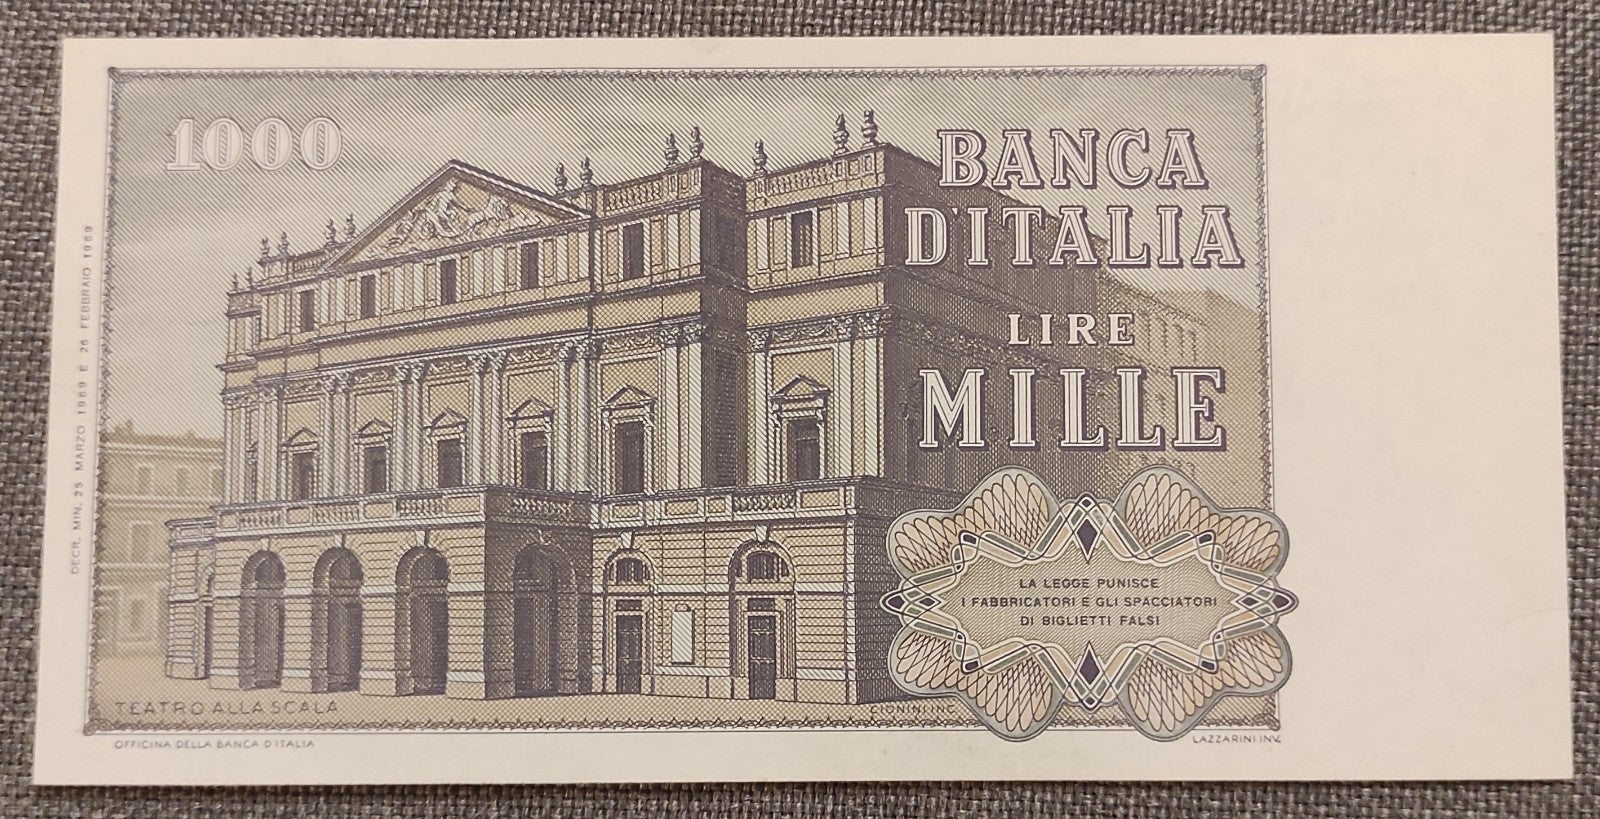 1000
BANCA
D'ITALIA
LIRE
MILLE
DECR. MIN. 25 MARZO 1969 E 26 FEBBRAIO 1969
LA LEGGE PUNISCE
I FABBRICATORI E GLI SPACCIATORI
DI BIGLIETTI FALSI
TEATRO ALLA SCALA
CIONINI INC.
OFFICINA DELLA BANCA D'ITALIA
LAZZARINI INV.